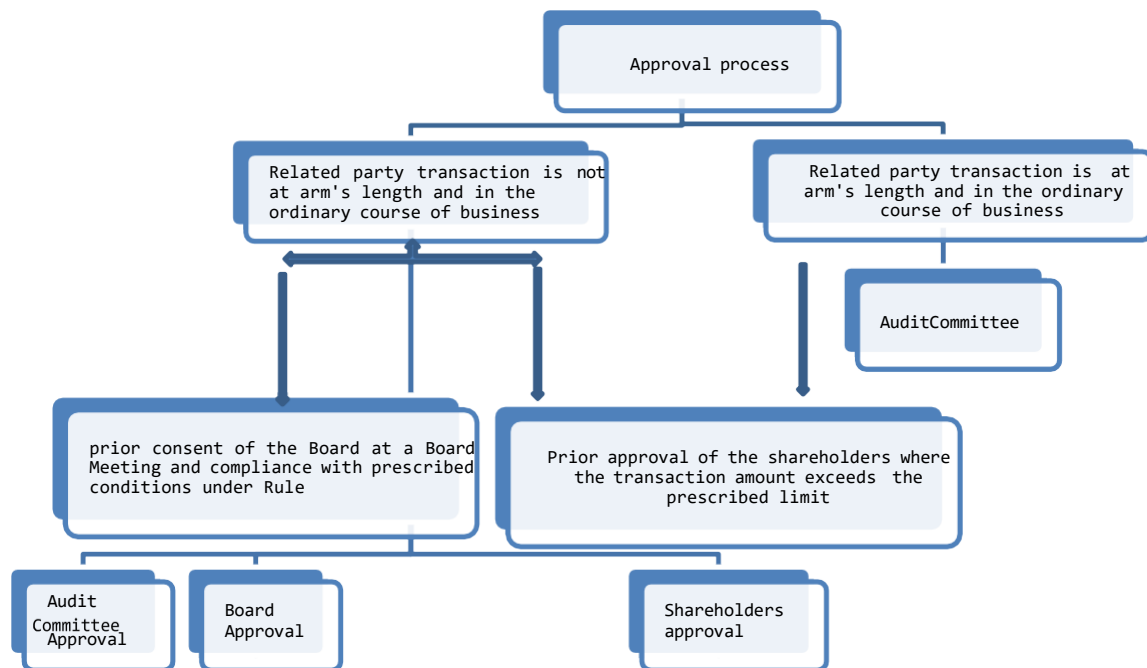 Approval process
Related party transaction is not
at arm's length and in the
ordinary course of business
Related party transaction is at
arm's length and in the ordinary
course of business
AuditCommittee
prior consent of the Board at a Board
Meeting and compliance with prescribed
conditions under Rule
Prior approval of the shareholders where
the transaction amount exceeds the
prescribed limit
Audit
Committee
Approval
Board
Approval
Shareholders
approval